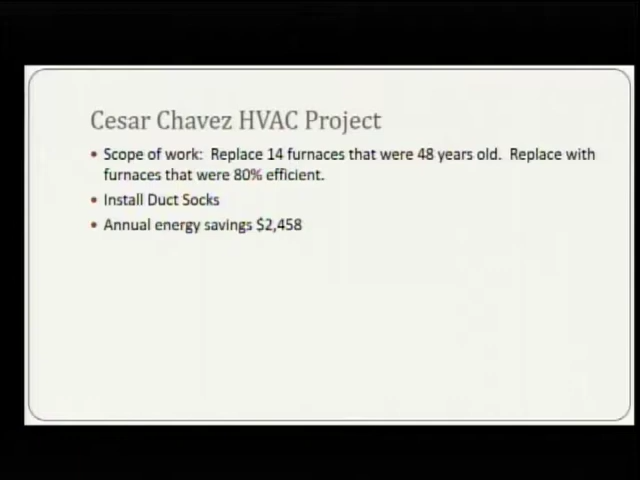 Cesar Chavez HVAC Project
• Scope of work:  Replace 14 furnaces that were 48 years old.  Replace with
furnaces that were 80% efficient.
• Install Duct Socks
• Annual energy savings $2,458